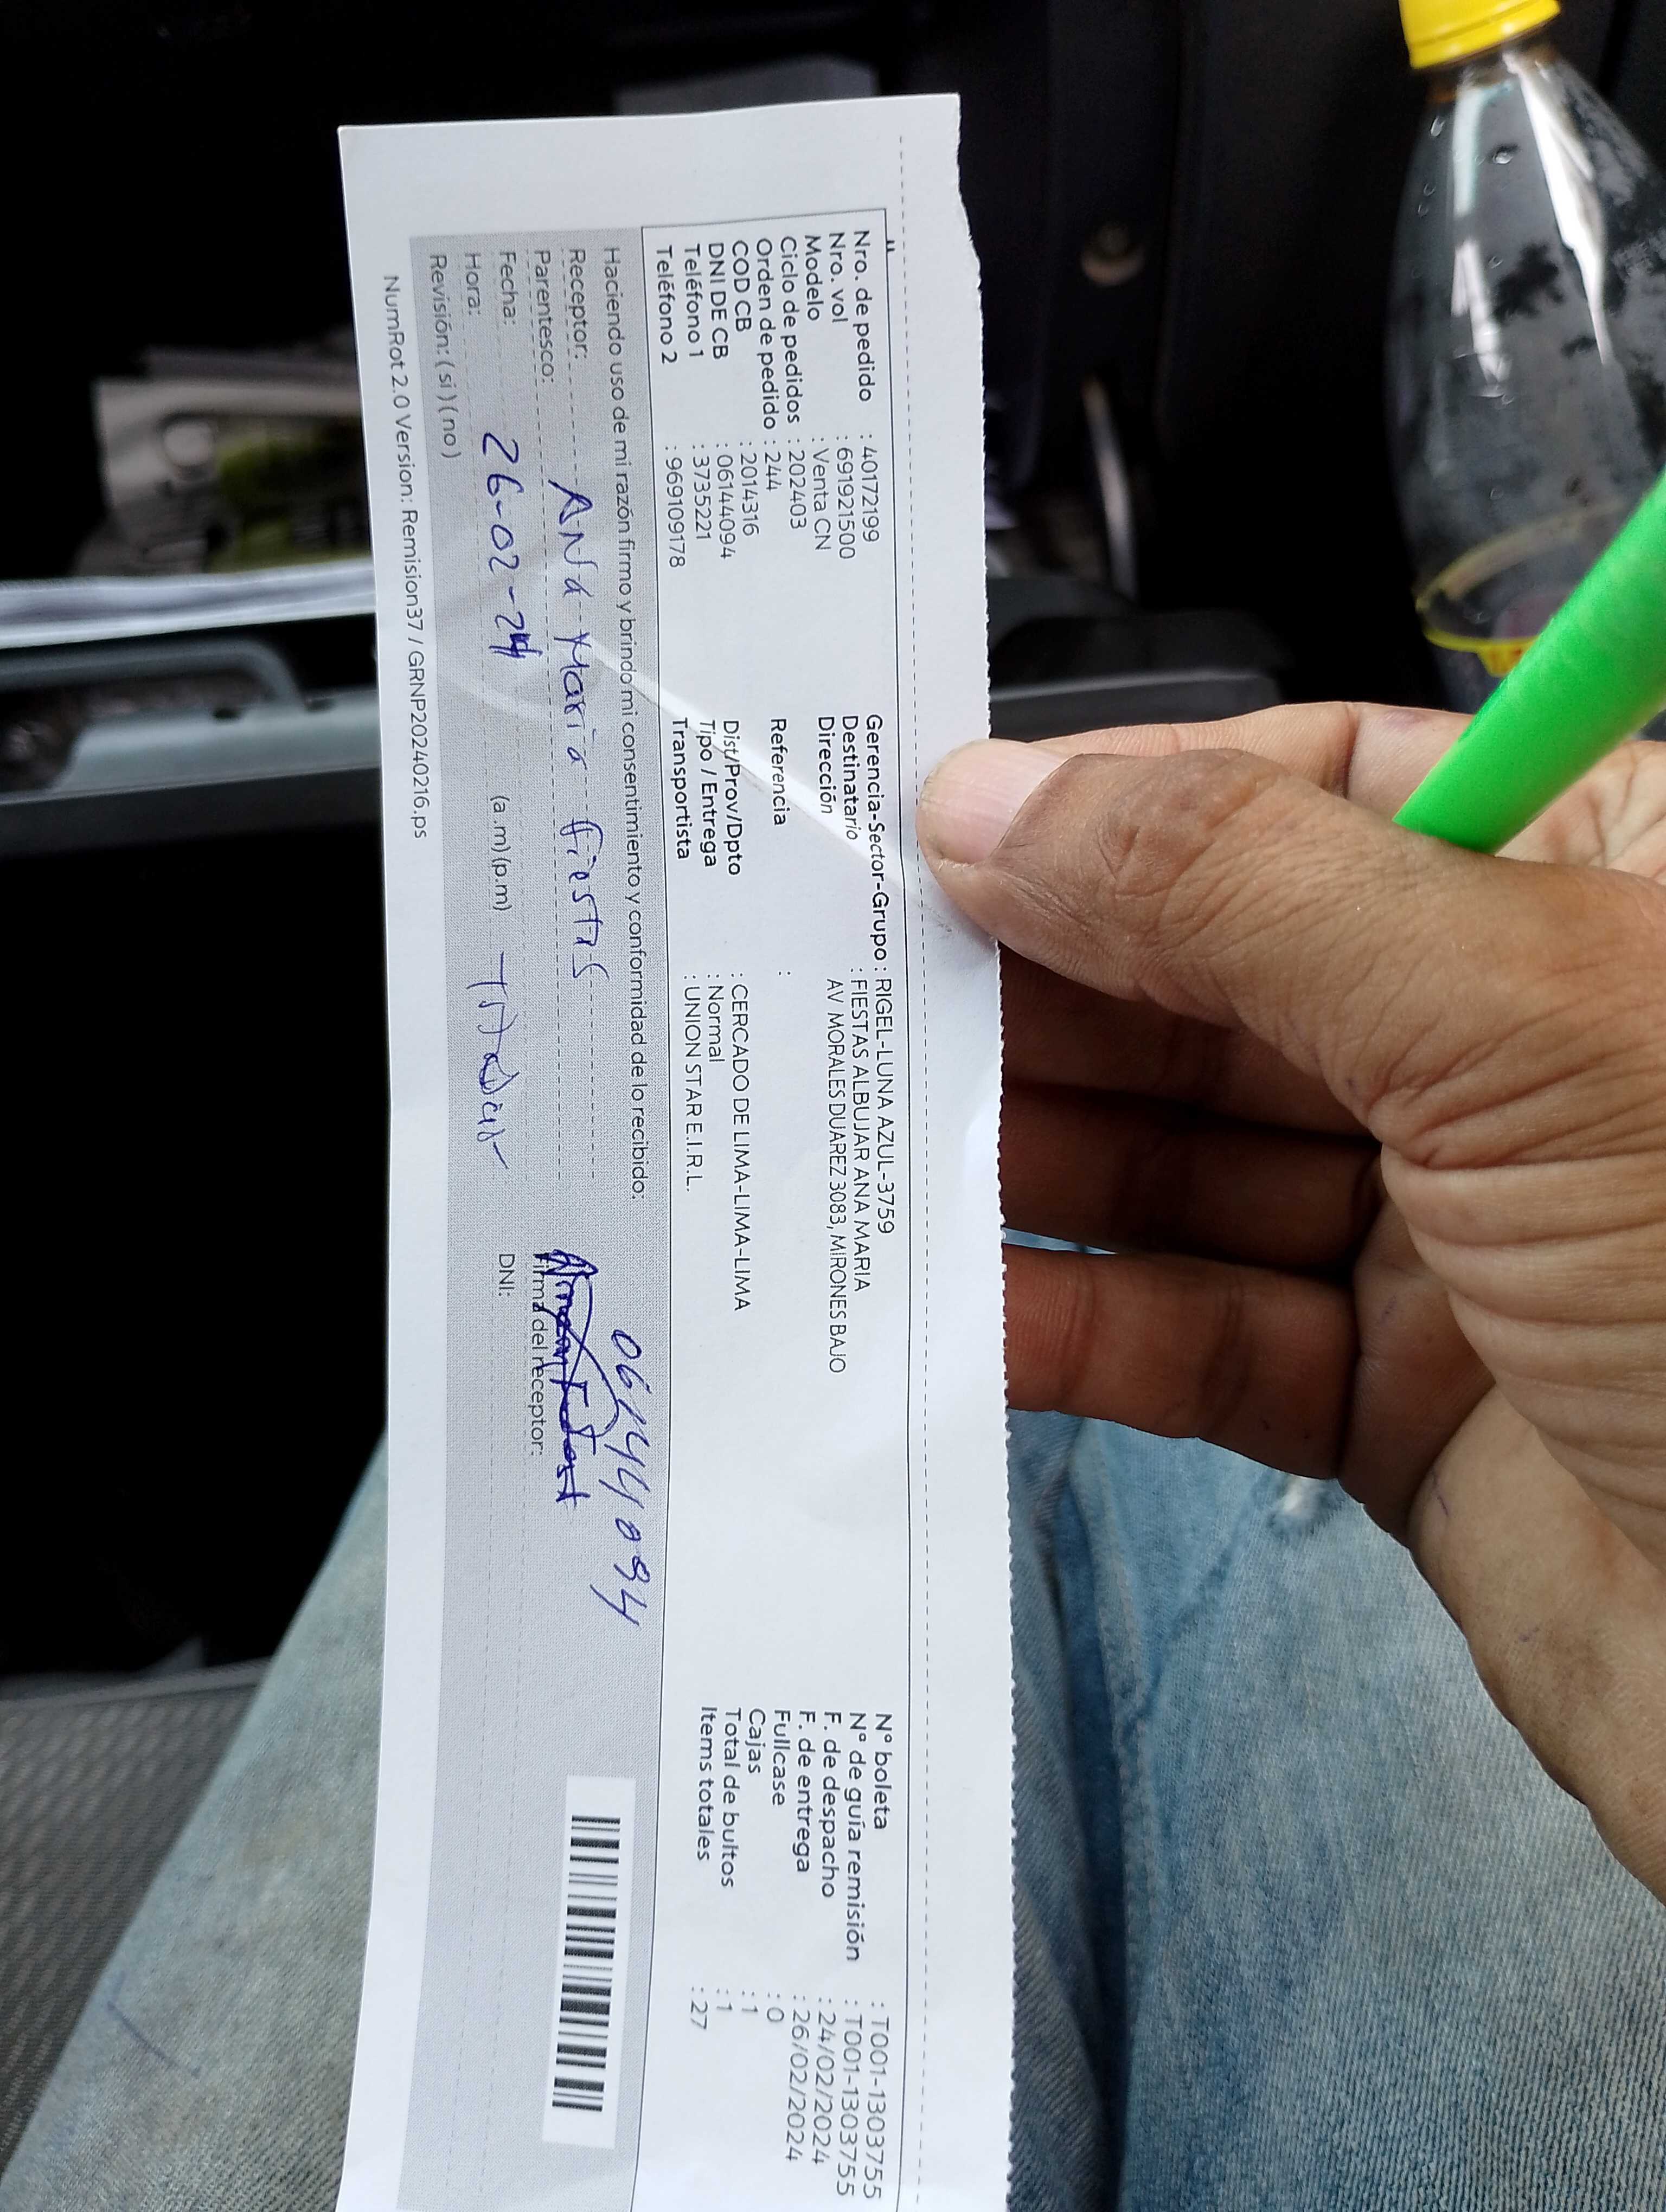 Nro. de pedido : 40172199
Nro. vol : 691921500
Modelo : Venta CN
Ciclo de pedidos : 202403
Orden de pedido : 244
COD CB : 2014316
DNI DE CB : 06144094
Teléfono 1 : 3735221
Teléfono 2 : 969109178
Gerencia-Sector-Grupo : RIGEL-LUNA AZUL-3759
Destinatario : FIESTAS ALBUJAR ANA MARIA
Dirección AV MORALES DUAREZ 3083, MIRONES BAJO
Referencia :
Dist/Prov/Dpto : CERCADO DE LIMA-LIMA-LIMA
Tipo / Entrega : Normal
Transportista : UNION STAR E.I.R.L.
N° boleta : T001-1303755
N° de guía remisión : T001-1303755
F. de despacho : 24/02/2024
F. de entrega : 26/02/2024
Fullcase : 0
Cajas : 1
Total de bultos : 1
Items totales : 27
Haciendo uso de mi razón firmo y brindo mi consentimiento y conformidad de lo recibido:
Receptor: ANA María fiestas
Parentesco:
Fecha: 26-02-24
Hora: (a.m) (p.m)
Revisión: ( si ) ( no )
06144094
Firma del receptor:
DNI:
NumRot 2.0 Version: Remision37 / GRNP20240216.ps